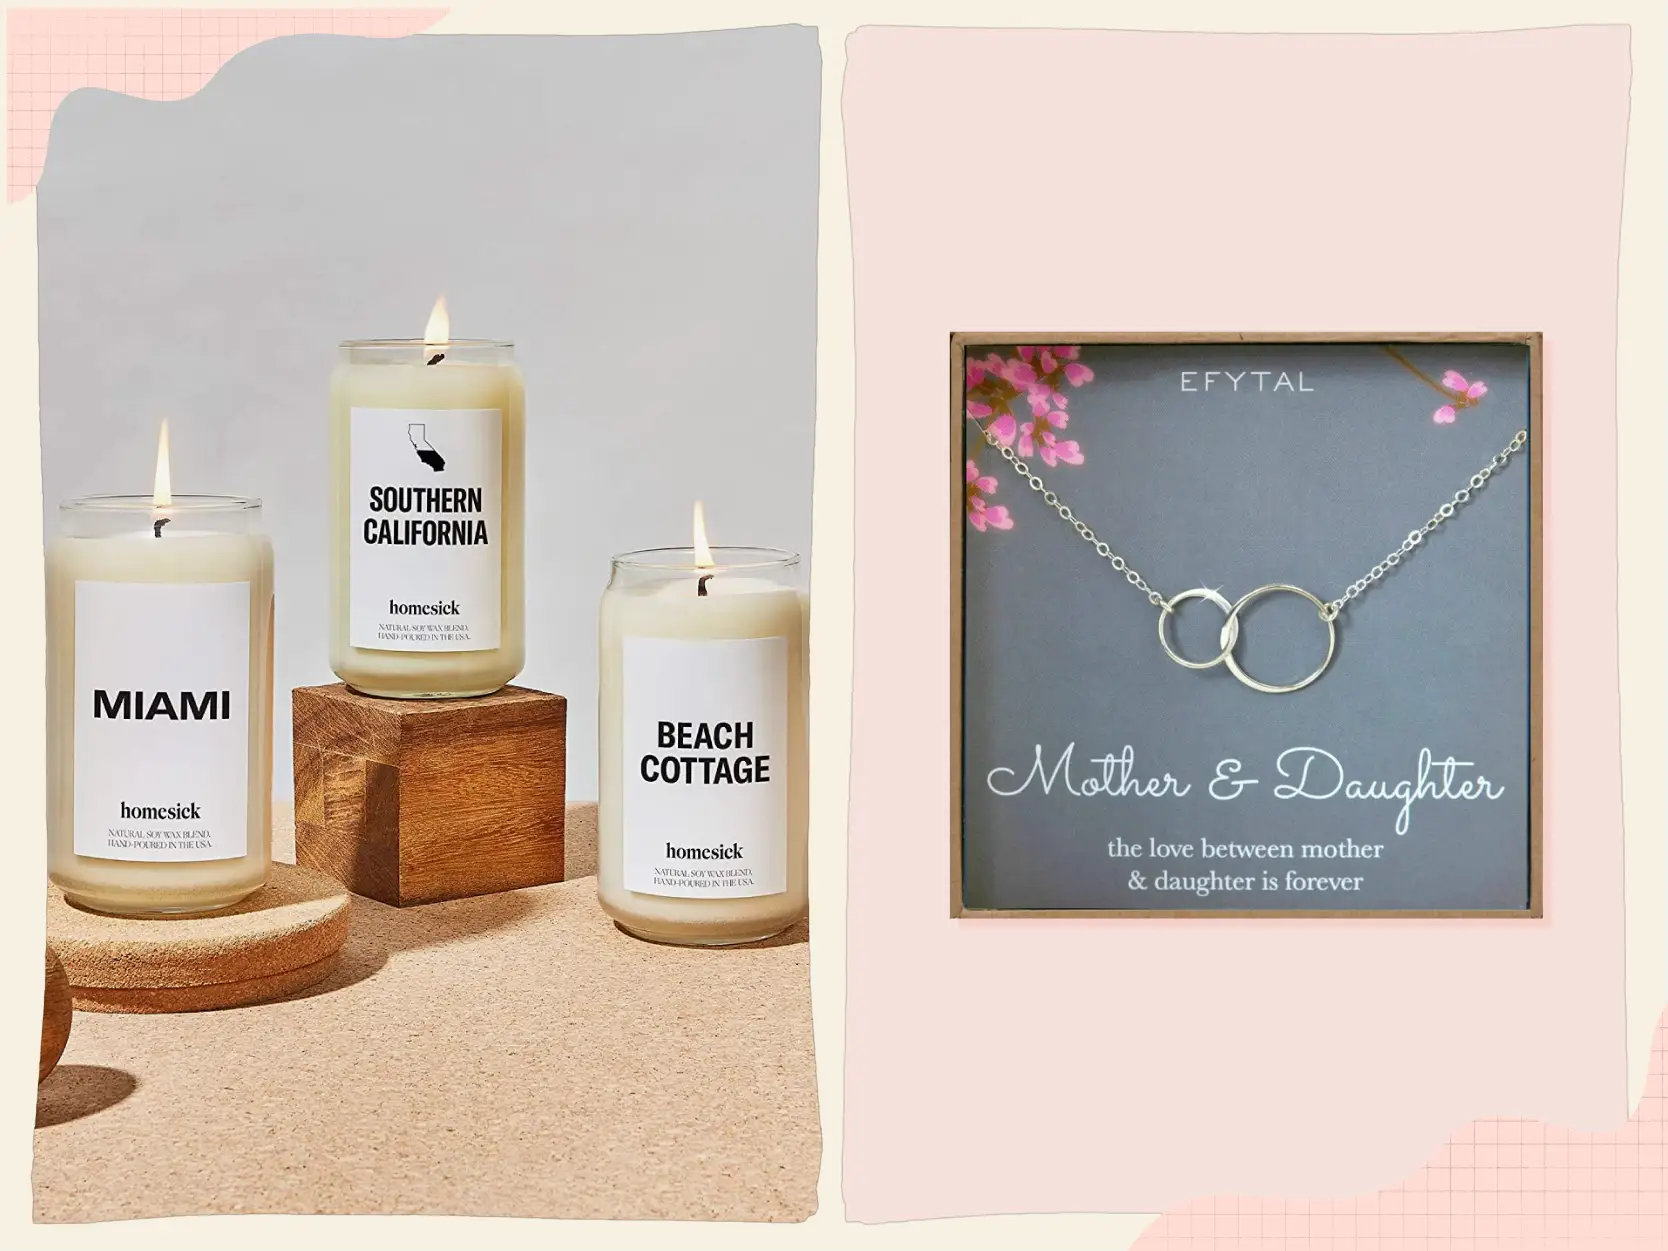 MIAMI
homesick
NATURAL SOY WAX BLEND.
HAND-POURED IN THE USA.
SOUTHERN
CALIFORNIA
homesick
NATURAL SOY WAX BLEND.
HAND-POURED IN THE USA.
BEACH
COTTAGE
homesick
NATURAL SOY WAX BLEND.
HAND-POURED IN THE USA.
EFYTAL
Mother & Daughter
the love between mother
& daughter is forever